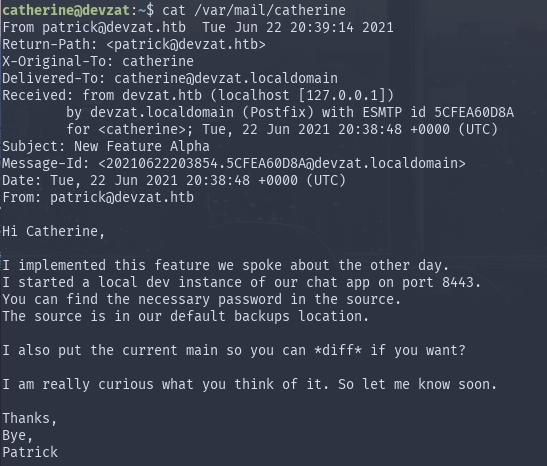 catherine@devzat:~$ cat /var/mail/catherine
From patrick@devzat.htb  Tue Jun 22 20:39:14 2021
Return-Path: <patrick@devzat.htb>
X-Original-To: catherine
Delivered-To: catherine@devzat.localdomain
Received: from devzat.htb (localhost [127.0.0.1])
        by devzat.localdomain (Postfix) with ESMTP id 5CFEA60D8A
        for <catherine>; Tue, 22 Jun 2021 20:38:48 +0000 (UTC)
Subject: New Feature Alpha
Message-Id: <20210622203854.5CFEA60D8A@devzat.localdomain>
Date: Tue, 22 Jun 2021 20:38:48 +0000 (UTC)
From: patrick@devzat.htb

Hi Catherine,

I implemented this feature we spoke about the other day.
I started a local dev instance of our chat app on port 8443.
You can find the necessary password in the source.
The source is in our default backups location.

I also put the current main so you can *diff* if you want?

I am really curious what you think of it. So let me know soon.

Thanks,
Bye,
Patrick